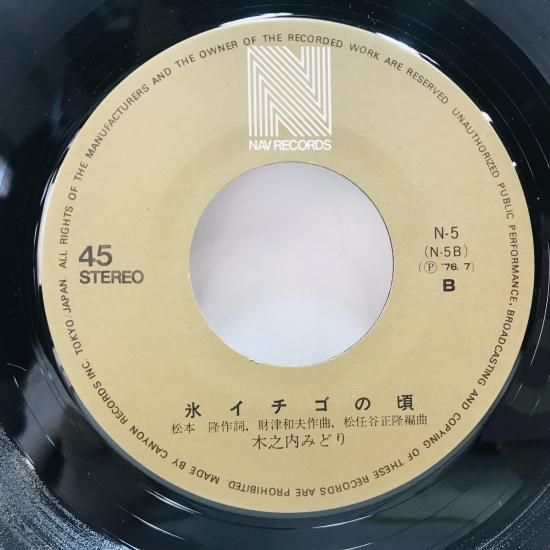 ALL RIGHTS OF THE MANUFACTURERS AND THE OWNER OF THE RECORDED WORK ARE RESERVED. UNAUTHORIZED PUBLIC PERFORMANCE, BROADCASTING AND COPYING OF THESE RECORDS ARE PROHIBITED. MADE BY CANYON RECORDS INC. TOKYO/JAPAN
N
NAV RECORDS
45
STEREO
N-5
(N-5B)
(Ⓟ '76. 7)
B
氷イチゴの頃
松本 隆作詞, 財津和夫作曲, 松任谷正隆編曲
木之内みどり